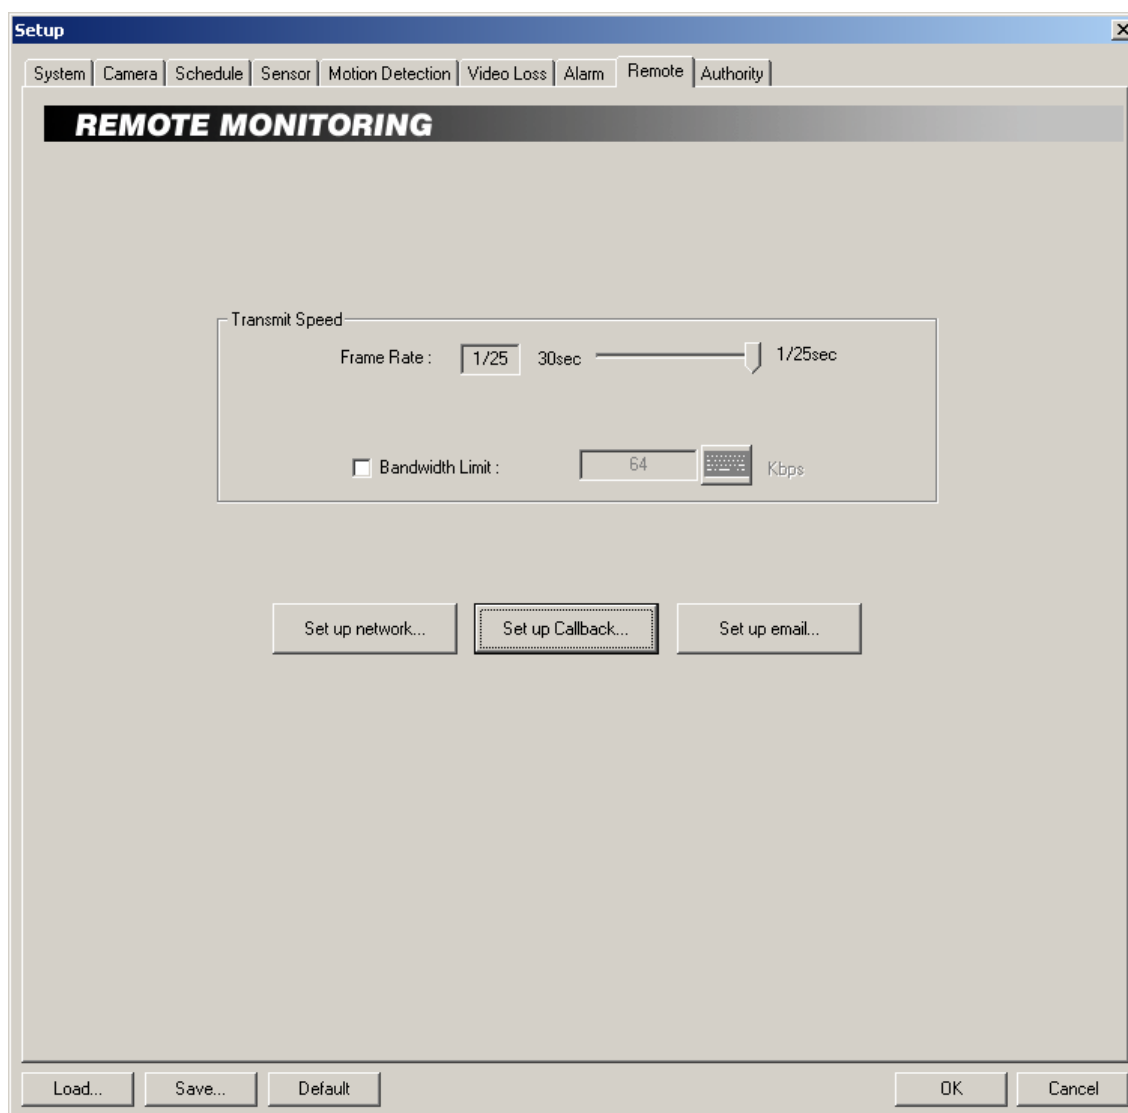 Setup
System Camera Schedule Sensor Motion Detection Video Loss Alarm Remote Authority
REMOTE MONITORING
Transmit Speed
Frame Rate : 1/25 30sec 1/25sec
Bandwidth Limit : 64 Kbps
Set up network... Set up Callback... Set up email...
Load... Save... Default OK Cancel